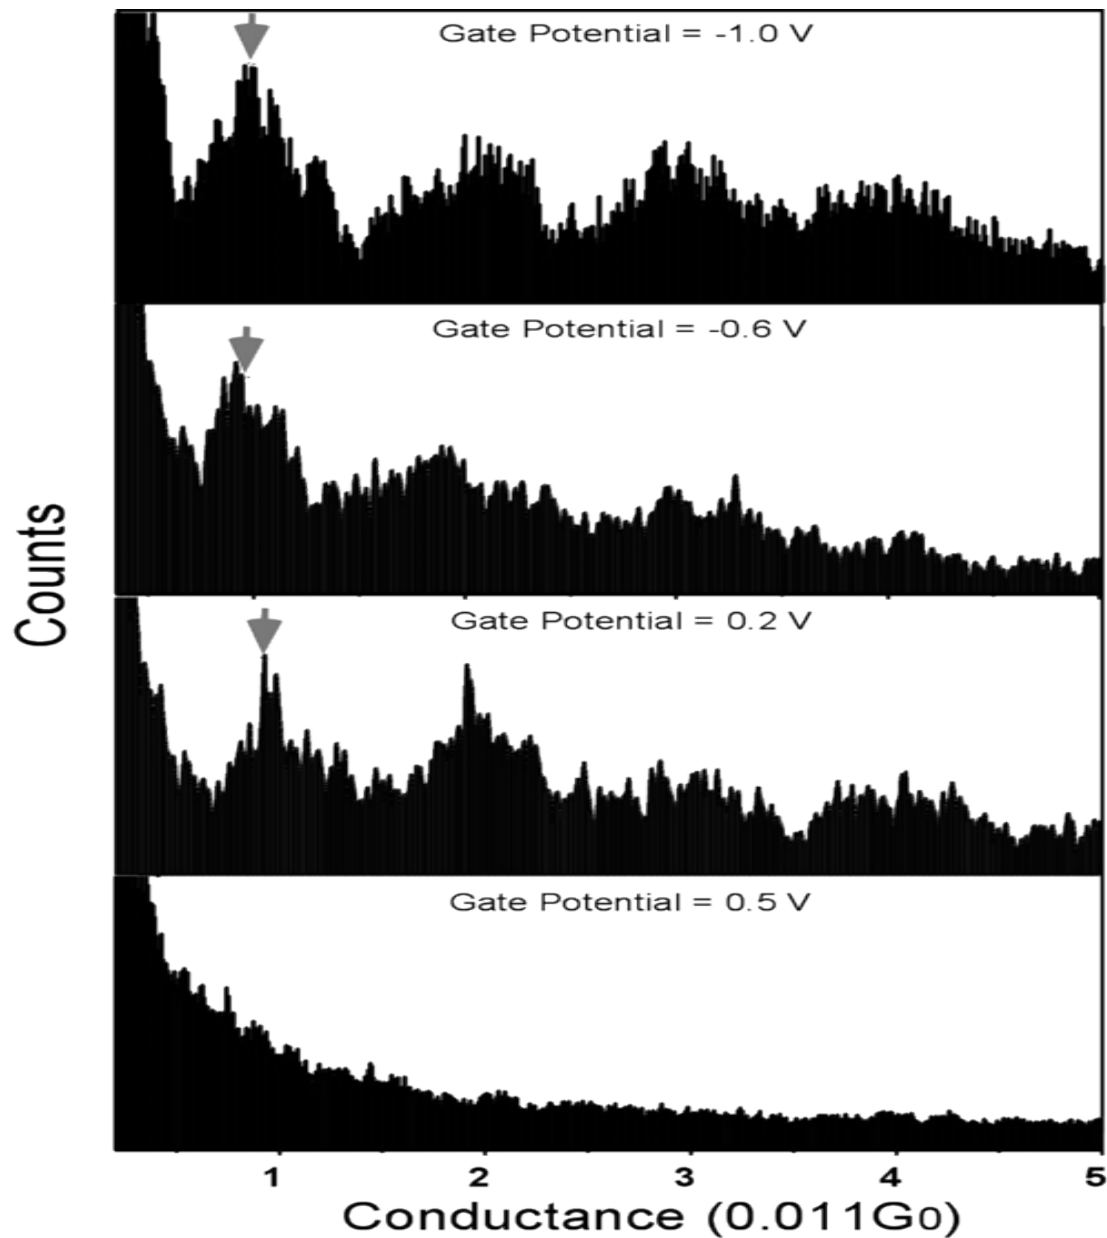 Gate Potential = -1.0 V
Gate Potential = -0.6 V
Counts
Gate Potential = 0.2 V
Gate Potential = 0.5 V
1 2 3 4 5
Conductance (0.011G0)